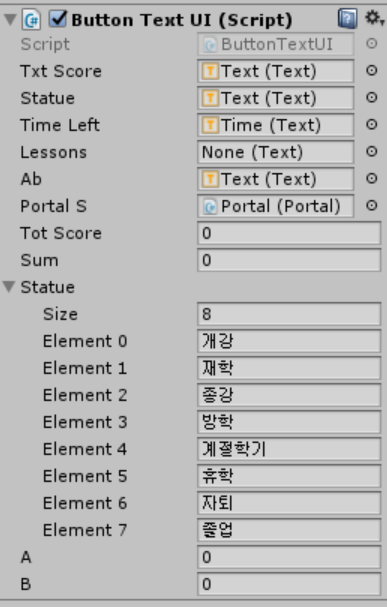 Button Text UI (Script)
Script ButtonTextUI
Txt Score Text (Text)
Statue Text (Text)
Time Left Time (Text)
Lessons None (Text)
Ab Text (Text)
Portal S Portal (Portal)
Tot Score 0
Sum 0
Statue
Size 8
Element 0 개강
Element 1 재학
Element 2 종강
Element 3 방학
Element 4 계절학기
Element 5 휴학
Element 6 자퇴
Element 7 졸업
A 0
B 0